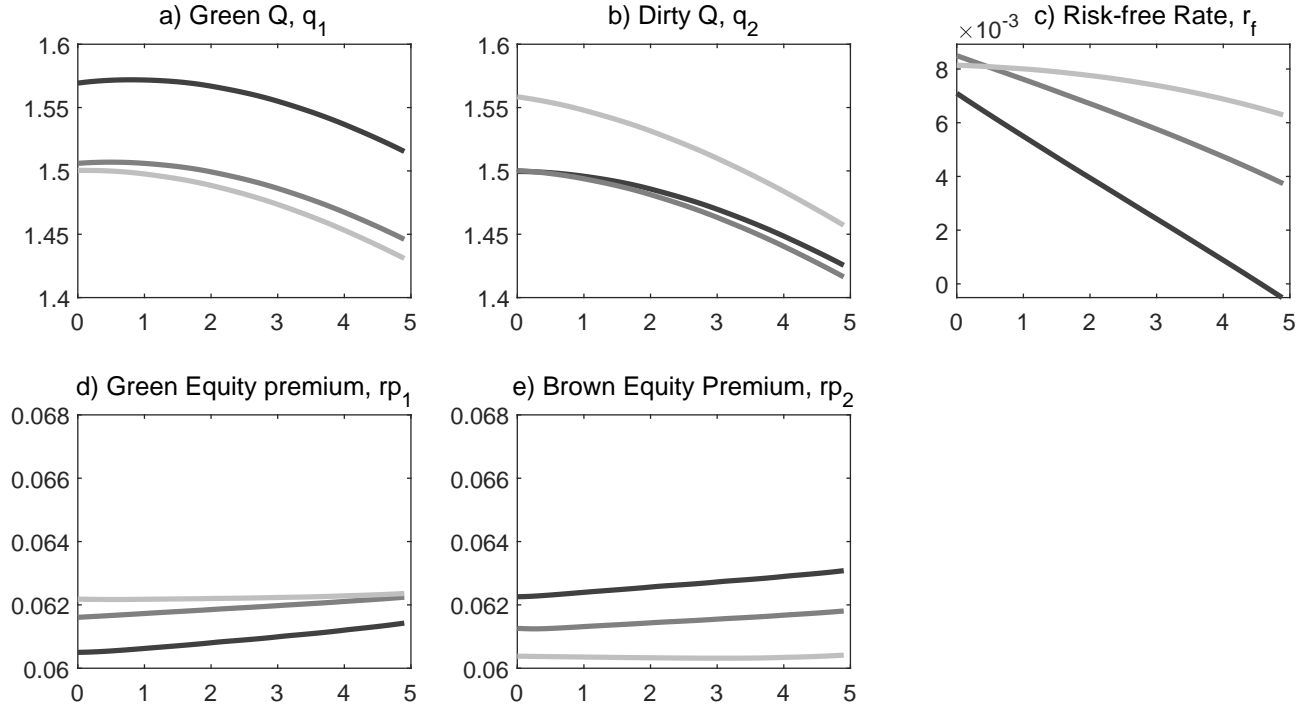 a) Green Q, q1
1.6
1.55
1.5
1.45
1.4
0 1 2 3 4 5
b) Dirty Q, q2
1.6
1.55
1.5
1.45
1.4
0 1 2 3 4 5
c) Risk-free Rate, rf
×10-3
8
6
4
2
0
0 1 2 3 4 5
d) Green Equity premium, rp1
0.068
0.066
0.064
0.062
0.06
0 1 2 3 4 5
e) Brown Equity Premium, rp2
0.068
0.066
0.064
0.062
0.06
0 1 2 3 4 5